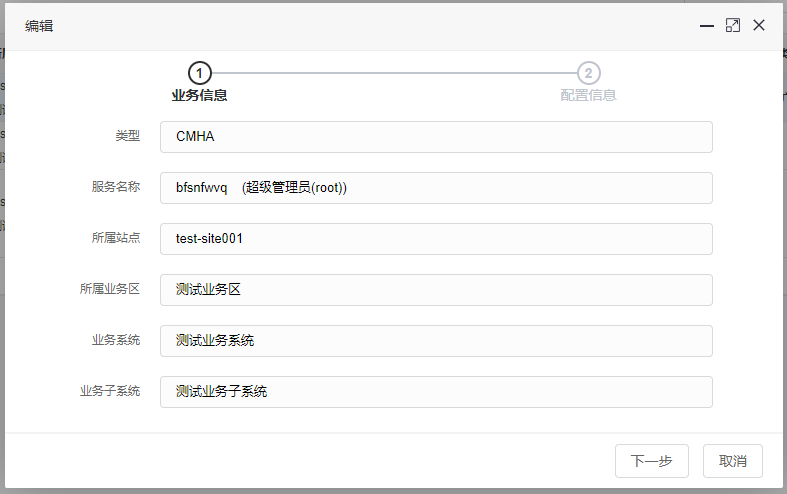 编辑
1
2
业务信息
配置信息
类型
CMHA
服务名称
bfsnfwvq (超级管理员(root))
所属站点
test-site001
所属业务区
测试业务区
业务系统
测试业务系统
业务子系统
测试业务子系统
下一步
取消